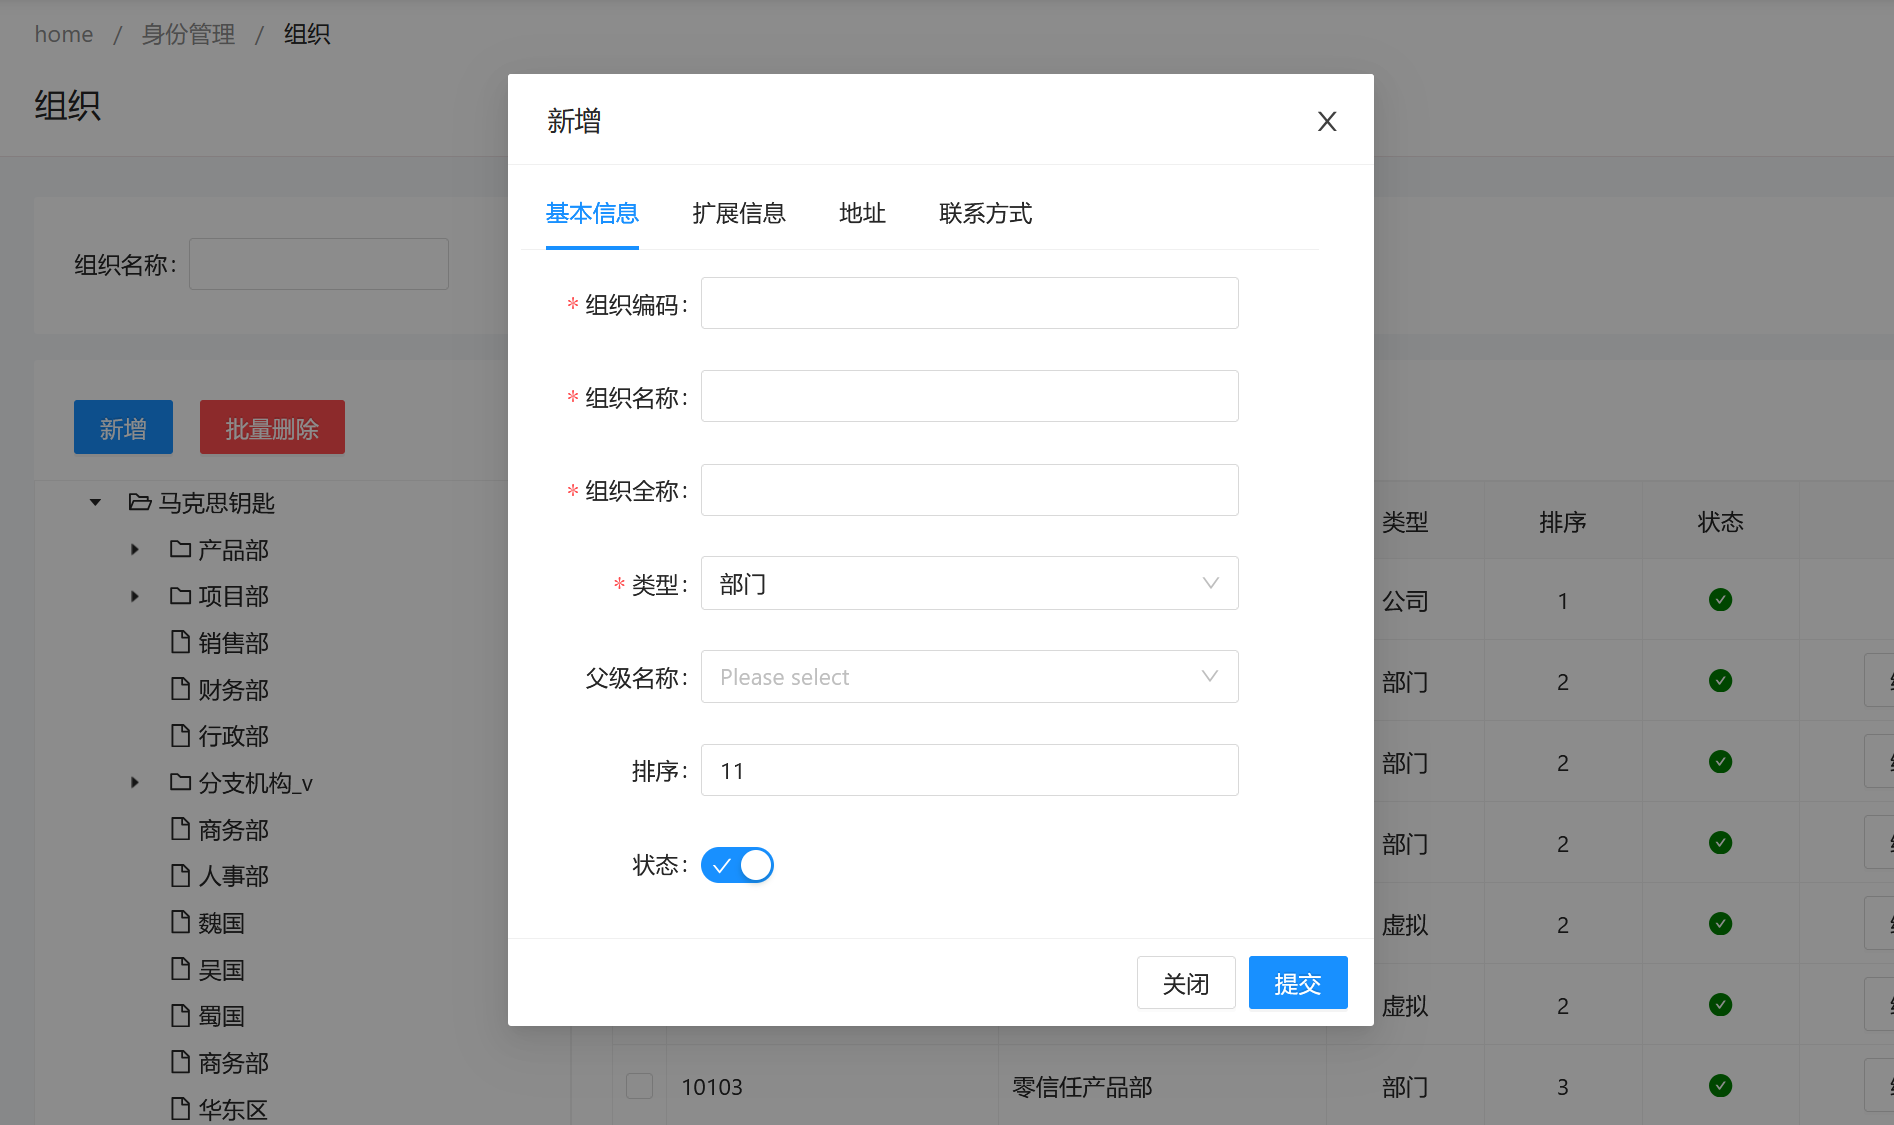 home / 身份管理 / 组织
组织
组织名称:
新增 批量删除
马克思钥匙
产品部
项目部
销售部
财务部
行政部
分支机构_v
商务部
人事部
魏国
吴国
蜀国
商务部
华东区
新增
基本信息 扩展信息 地址 联系方式
* 组织编码:
* 组织名称:
* 组织全称:
* 类型: 部门
父级名称: Please select
排序: 11
状态:
关闭 提交
类型 排序 状态
公司 1
部门 2
部门 2
部门 2
虚拟 2
虚拟 2
10103 零信任产品部 部门 3